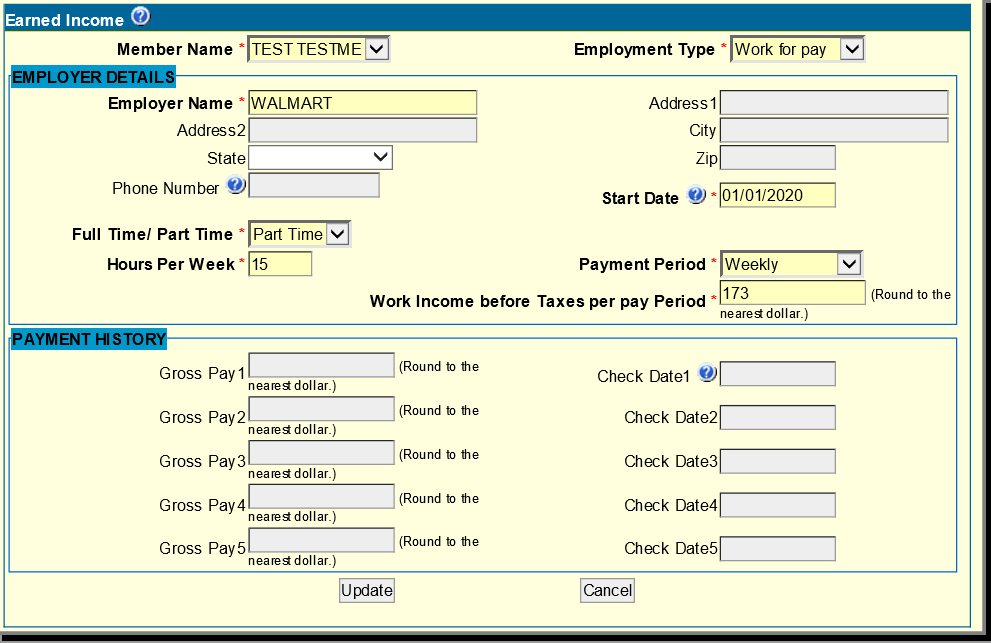 Earned Income ?
Member Name * TEST TESTME Employment Type * Work for pay
EMPLOYER DETAILS
Employer Name * WALMART Address1
Address2 City
State Zip
Phone Number ? Start Date ? * 01/01/2020
Full Time/ Part Time * Part Time
Hours Per Week * 15 Payment Period * Weekly
Work Income before Taxes per pay Period * 173 (Round to the
nearest dollar.)
PAYMENT HISTORY
Gross Pay1 (Round to the
nearest dollar.) Check Date1 ?
Gross Pay2 (Round to the
nearest dollar.) Check Date2
Gross Pay3 (Round to the
nearest dollar.) Check Date3
Gross Pay4 (Round to the
nearest dollar.) Check Date4
Gross Pay5 (Round to the
nearest dollar.) Check Date5
Update Cancel